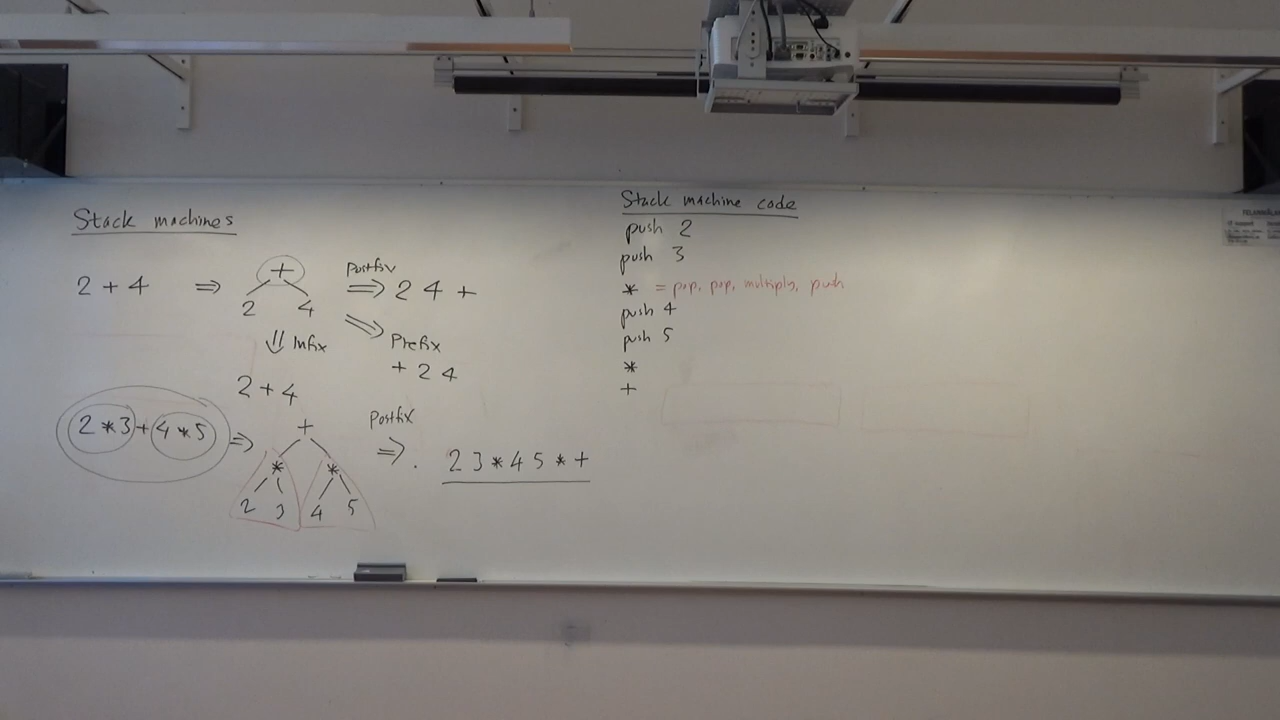 Stack machines
2 + 4 ⇒ + Postfix ⇒ 2 4 +
2 4
⇓ Infix Prefix
+ 2 4
2 + 4
2 * 3 + 4 * 5 ⇒ + Postfix ⇒ . 2 3 * 4 5 * +
* *
2 3 4 5
Stack machine code
push 2
push 3
* = pop, pop, multiply, push
push 4
push 5
*
+